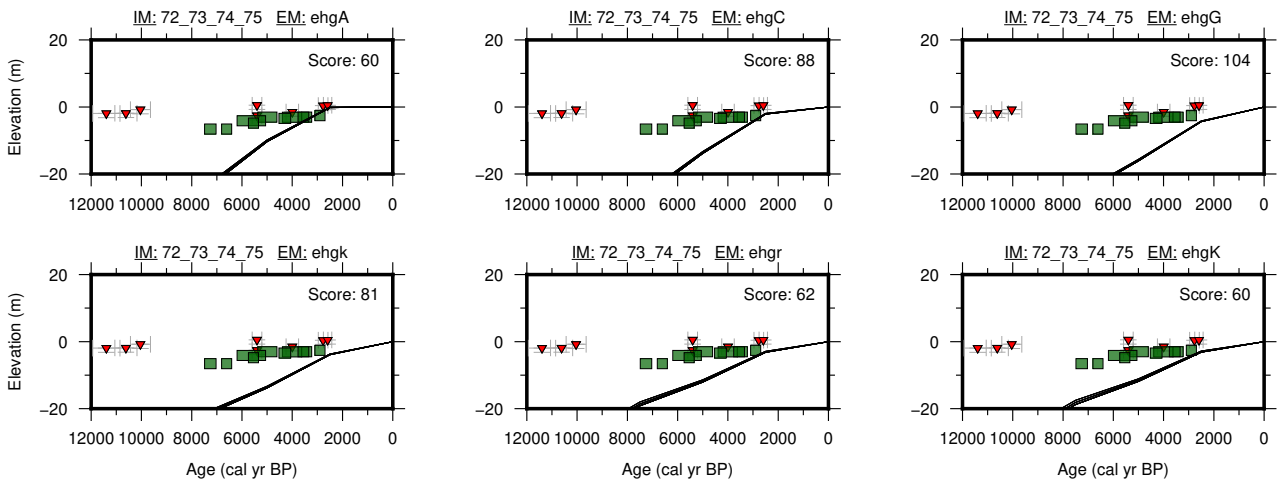 IM: 72_73_74_75 EM: ehgA
IM: 72_73_74_75 EM: ehgC
IM: 72_73_74_75 EM: ehgG
20
0
−20
Elevation (m)
Score: 60
12000 10000 8000 6000 4000 2000 0
20
0
−20
Score: 88
12000 10000 8000 6000 4000 2000 0
20
0
−20
Score: 104
12000 10000 8000 6000 4000 2000 0
IM: 72_73_74_75 EM: ehgk
IM: 72_73_74_75 EM: ehgr
IM: 72_73_74_75 EM: ehgK
20
0
−20
Elevation (m)
Score: 81
12000 10000 8000 6000 4000 2000 0
Age (cal yr BP)
20
0
−20
Score: 62
12000 10000 8000 6000 4000 2000 0
Age (cal yr BP)
20
0
−20
Score: 60
12000 10000 8000 6000 4000 2000 0
Age (cal yr BP)